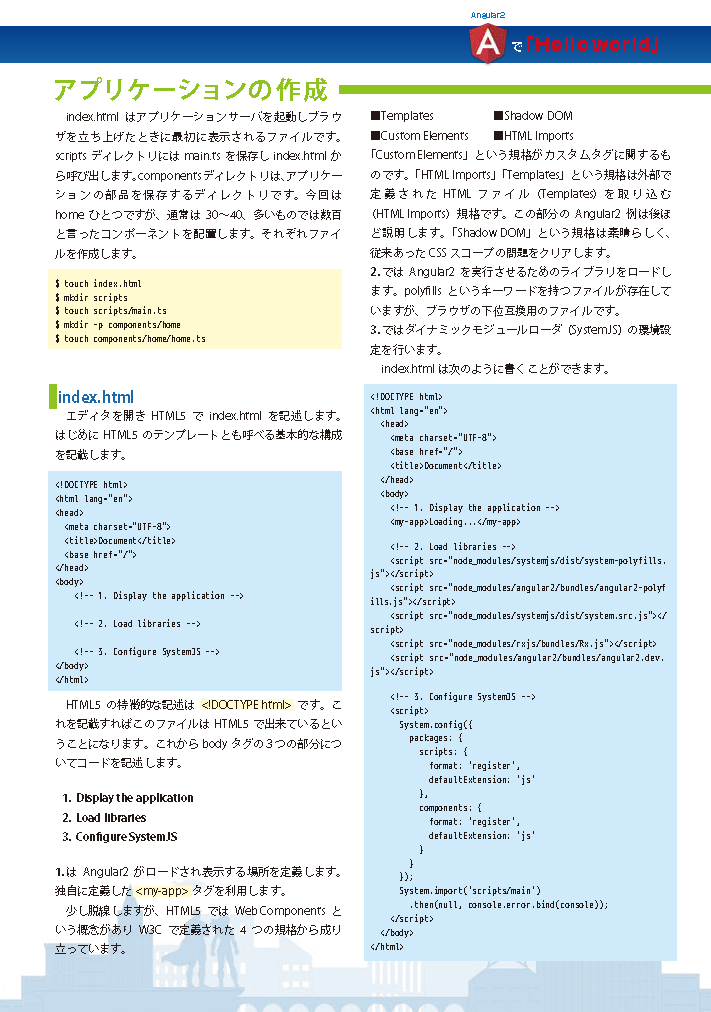 Angular2
で「Hello world」
アプリケーションの作成
index.html はアプリケーションサーバを起動しブラウ
ザを立ち上げたときに最初に表示されるファイルです。
scripts ディレクトリには main.ts を保存し index.html か
ら呼び出します。components ディレクトリは、アプリケー
ションの部品を保存するディレクトリです。今回は
home ひとつですが、通常は 30〜40、多いものでは数百
と言ったコンポーネントを配置します。それぞれファイ
ルを作成します。
$ touch index.html
$ mkdir scripts
$ touch scripts/main.ts
$ mkdir -p components/home
$ touch components/home/home.ts
index.html
エディタを開き HTML5 で index.html を記述します。
はじめに HTML5 のテンプレートとも呼べる基本的な構成
を記載します。
<!DOCTYPE html>
<html lang="en">
<head>
<meta charset="UTF-8">
<title>Document</title>
<base href="/">
</head>
<body>
<!-- 1. Display the application -->
<!-- 2. Load libraries -->
<!-- 3. Configure SystemJS -->
</body>
</html>
HTML5 の特徴的な記述は <!DOCTYPE html> です。こ
れを記載すればこのファイルは HTML5 で出来ているとい
うことになります。これから body タグの３つの部分につ
いてコードを記述します。
1. Display the application
2. Load libraries
3. Configure SystemJS
1.は Angular2 がロードされ表示する場所を定義します。
独自に定義した <my-app> タグを利用します。
少し脱線しますが、HTML5 では Web Components と
いう概念があり W3C で定義された 4 つの規格から成り
立っています。
■Templates ■Shadow DOM
■Custom Elements ■HTML Imports
「Custom Elements」という規格がカスタムタグに関するも
のです。「HTML Imports」「Templates」という規格は外部で
定義された HTML ファイル (Templates) を取り込む
(HTML Imports) 規格です。この部分の Angular2 例は後ほ
ど説明します。「Shadow DOM」という規格は素晴らしく、
従来あった CSS スコープの問題をクリアします。
2.では Angular2 を実行させるためのライブラリをロードし
ます。polyfills というキーワードを持つファイルが存在して
いますが、ブラウザの下位互換用のファイルです。
3.ではダイナミックモジュールローダ (SystemJS) の環境設
定を行います。
index.html は次のように書くことができます。
<!DOCTYPE html>
<html lang="en">
<head>
<meta charset="UTF-8">
<base href="/">
<title>Document</title>
</head>
<body>
<!-- 1. Display the application -->
<my-app>Loading...</my-app>
<!-- 2. Load libraries -->
<script src="node_modules/systemjs/dist/system-polyfills.
js"></script>
<script src="node_modules/angular2/bundles/angular2-polyf
ills.js"></script>
<script src="node_modules/systemjs/dist/system.src.js"></
script>
<script src="node_modules/rxjs/bundles/Rx.js"></script>
<script src="node_modules/angular2/bundles/angular2.dev.
js"></script>
<!-- 3. Configure SystemJS -->
<script>
System.config({
packages: {
scripts: {
format: 'register',
defaultExtension: 'js'
},
components: {
format: 'register',
defaultExtension: 'js'
}
}
});
System.import('scripts/main')
.then(null, console.error.bind(console));
</script>
</body>
</html>